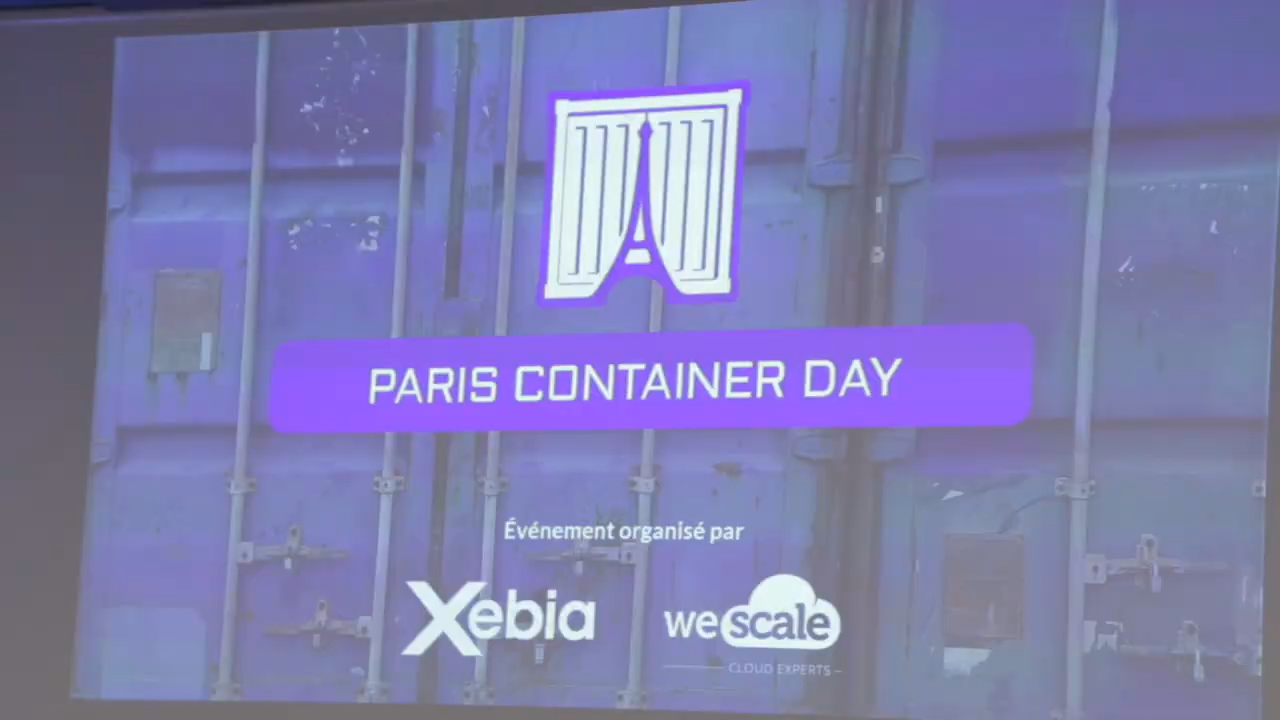 PARIS CONTAINER DAY
Événement organisé par
Xebia
wescale
CLOUD EXPERTS